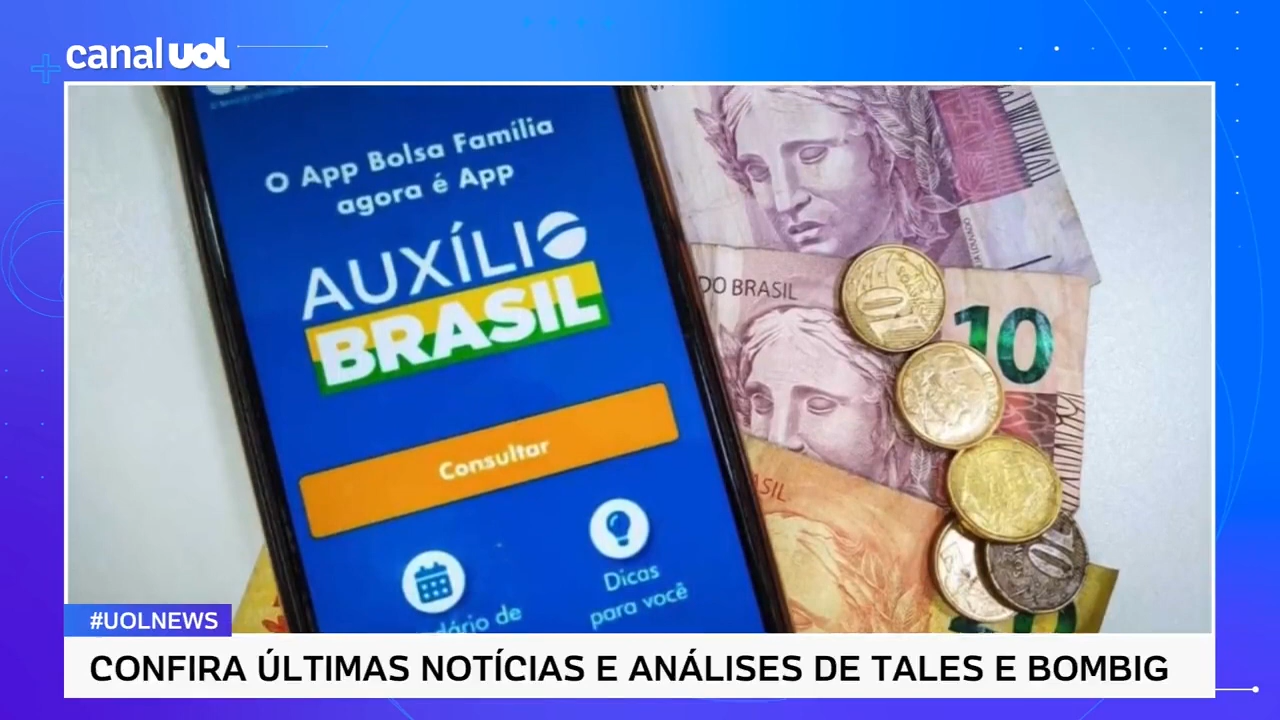 canal UOL
O App Bolsa Família
agora é App
AUXÍLIO
BRASIL
Consultar
Dicas
para você
DO BRASIL
10
#UOLNEWS
CONFIRA ÚLTIMAS NOTÍCIAS E ANÁLISES DE TALES E BOMBIG